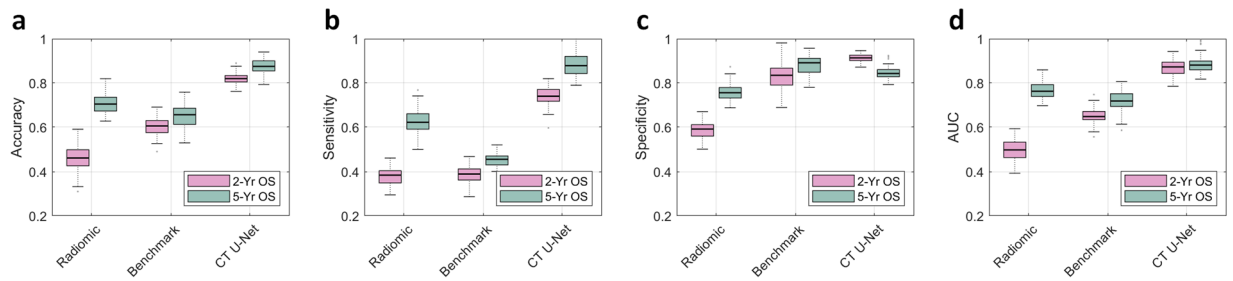 a
Accuracy
1
0.8
0.6
0.4
0.2
Radiomic
Benchmark
CT U-Net
2-Yr OS
5-Yr OS
b
Sensitivity
1
0.8
0.6
0.4
0.2
Radiomic
Benchmark
CT U-Net
2-Yr OS
5-Yr OS
c
Specificity
1
0.8
0.6
0.4
0.2
Radiomic
Benchmark
CT U-Net
2-Yr OS
5-Yr OS
d
AUC
1
0.8
0.6
0.4
0.2
Radiomic
Benchmark
CT U-Net
2-Yr OS
5-Yr OS